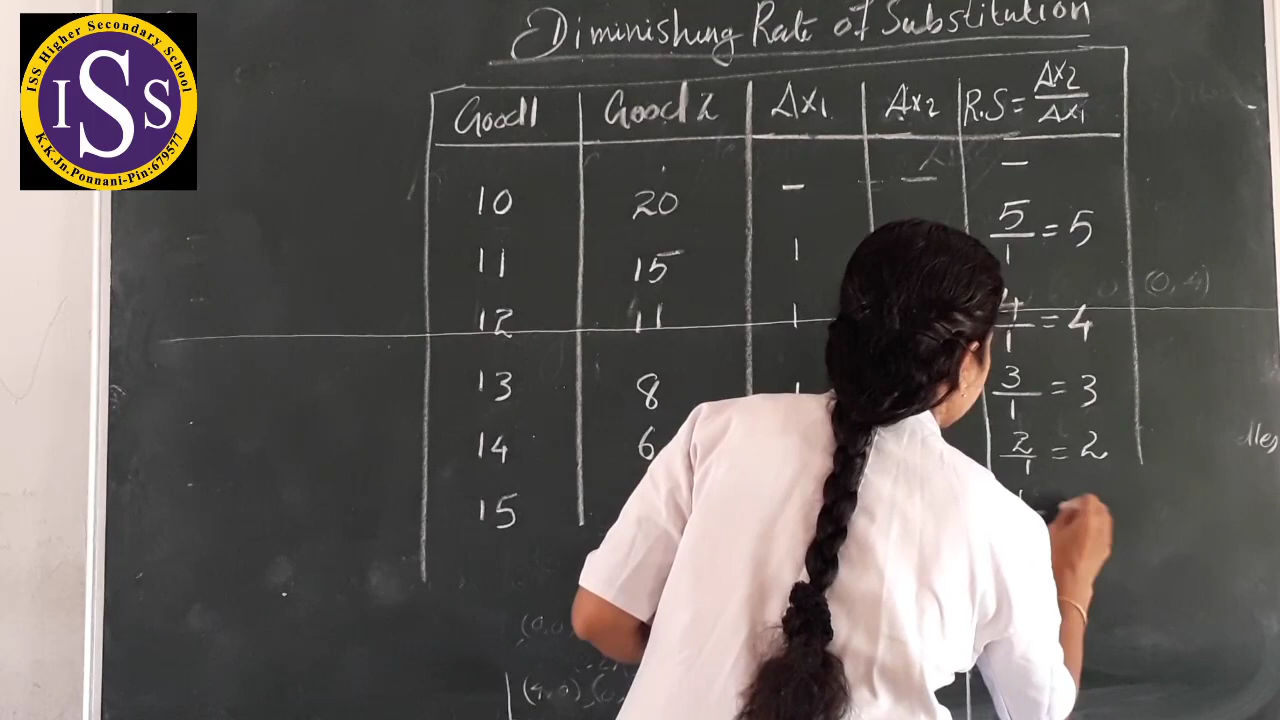 ISS Higher Secondary School
ISS
K.K.Jn.Ponnani-Pin:679577
Diminishing Rate of Substitution
Good 1 Good 2 Δx1 Δx2 R.S = Δx2/Δx1
10 20 - - -
11 15 1 5/1 = 5
12 11 1 4/1 = 4
13 8 1 3/1 = 3
14 6 2/1 = 2
15
(0,4)